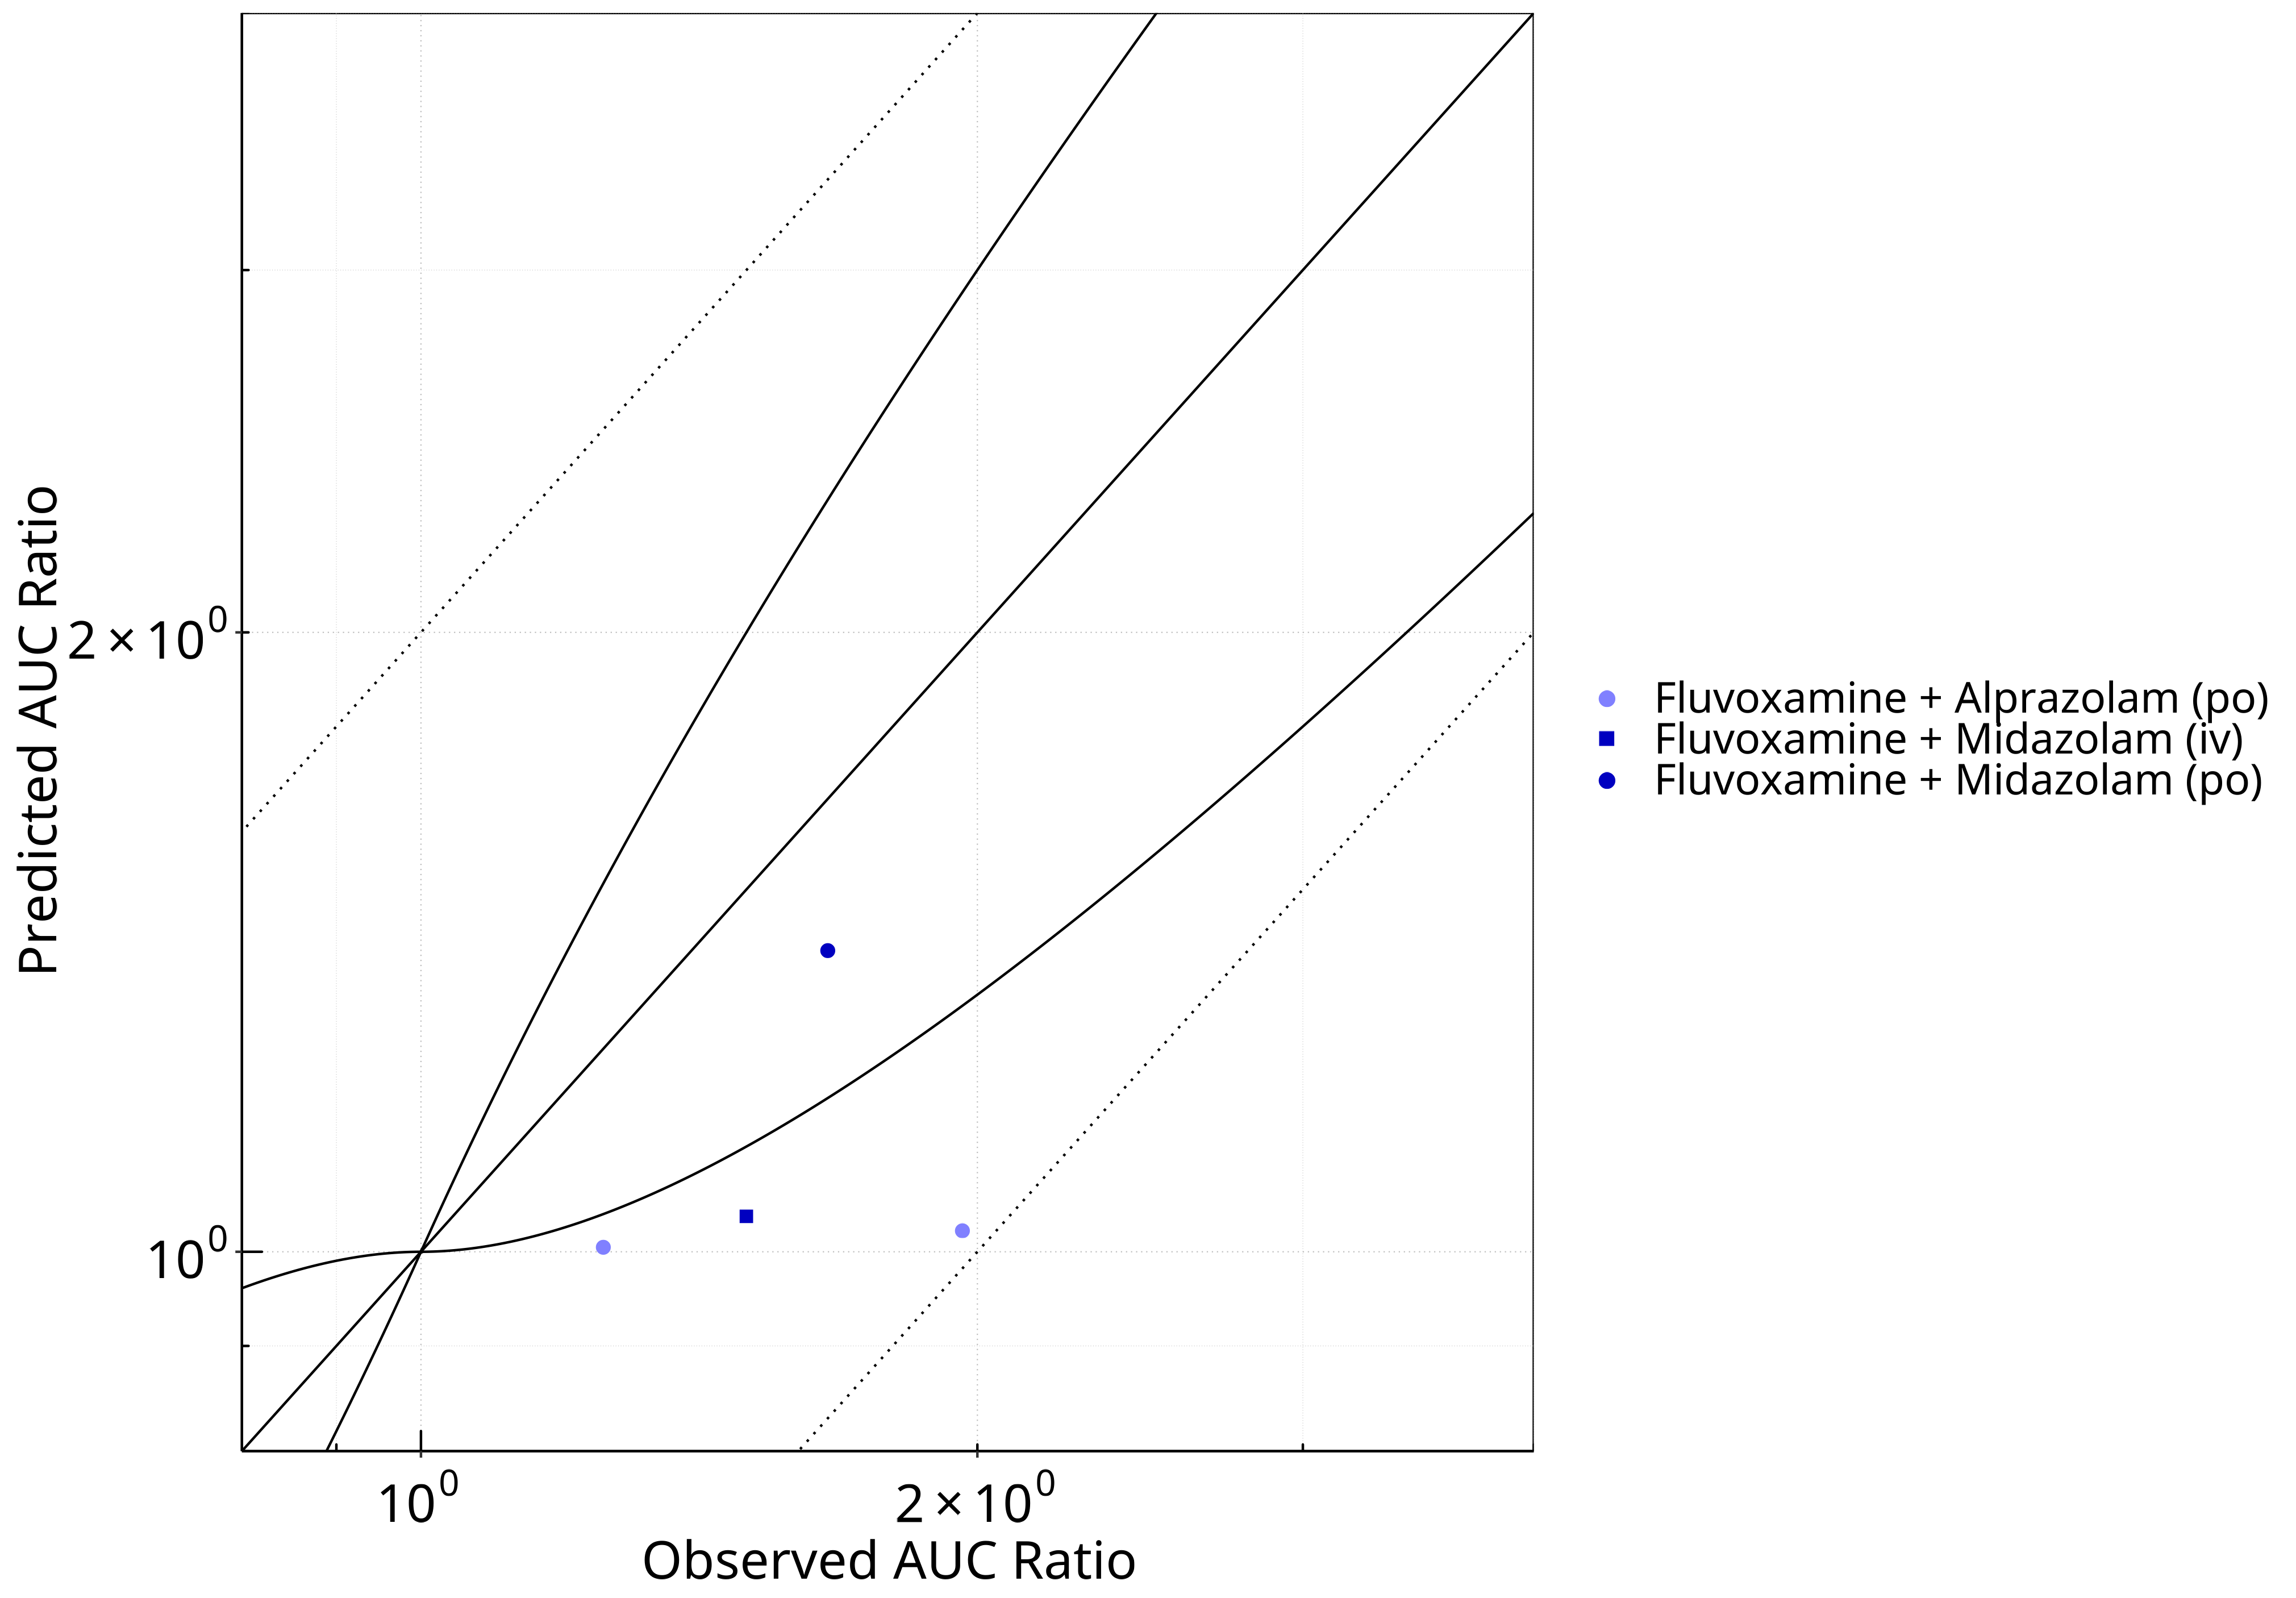 Predicted AUC Ratio
2 × 10⁰
10⁰
10⁰
2 × 10⁰
Observed AUC Ratio
Fluvoxamine + Alprazolam (po)
Fluvoxamine + Midazolam (iv)
Fluvoxamine + Midazolam (po)